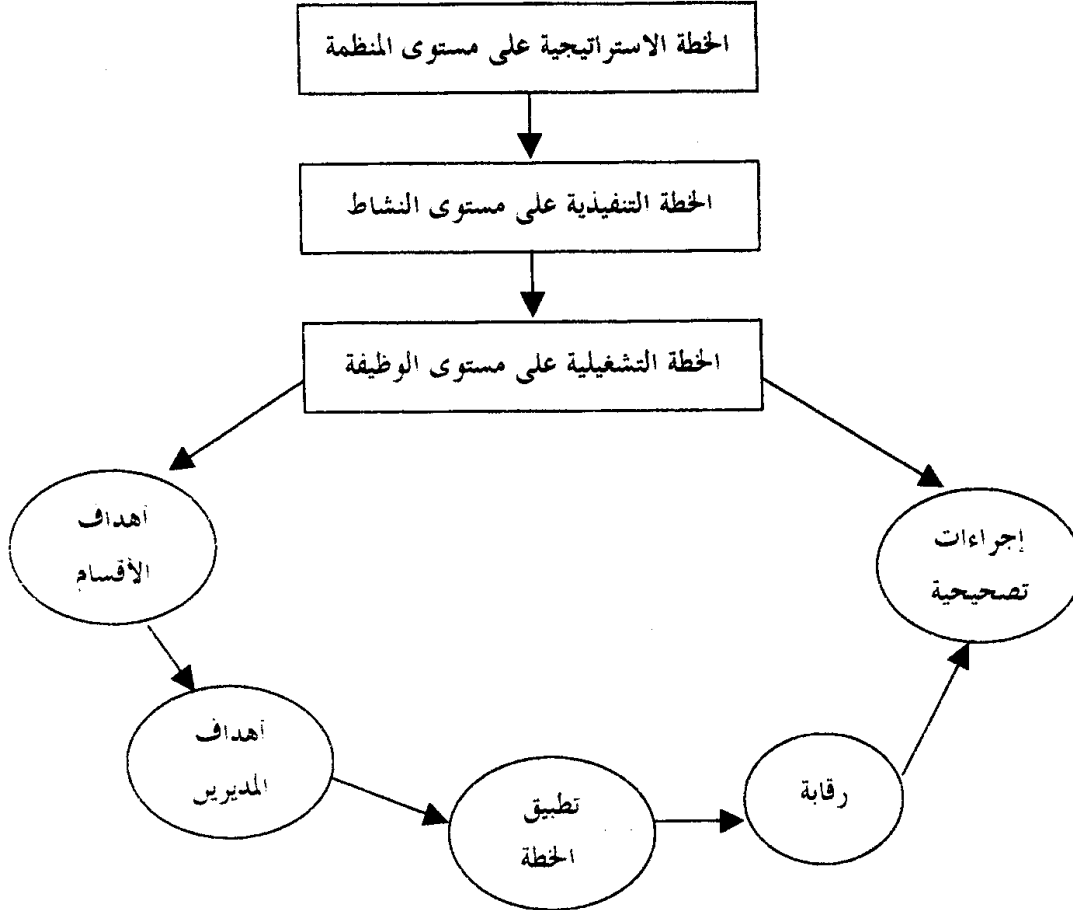 الخطة الاستراتيجية على مستوى المنظمة
الخطة التنفيذية على مستوى النشاط
الخطة التشغيلية على مستوى الوظيفة
أهداف
الأقسام
أهداف
المديرين
تطبيق
الخطة
رقابة
إجراءات
تصحيحية